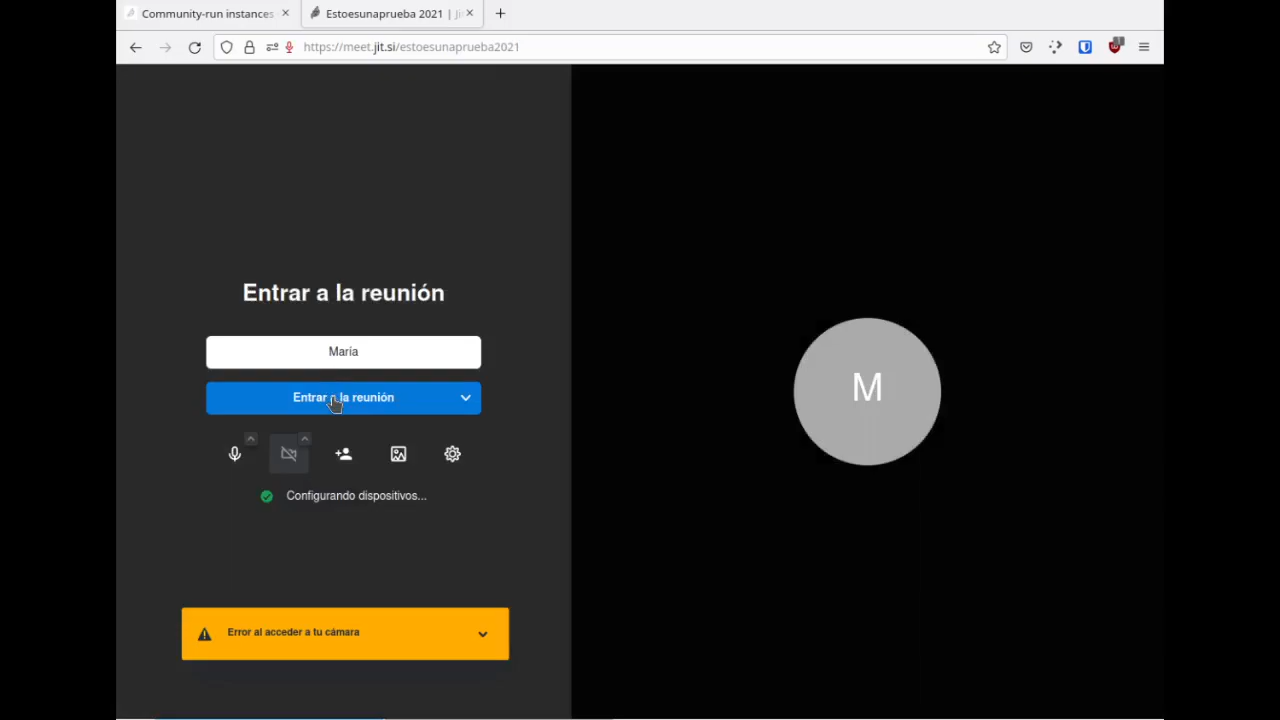 Community-run instances
Estoesunaprueba 2021 | Ji
https://meet.jit.si/estoesunaprueba2021
Entrar a la reunión
María
Entrar a la reunión
Configurando dispositivos...
Error al acceder a tu cámara
M